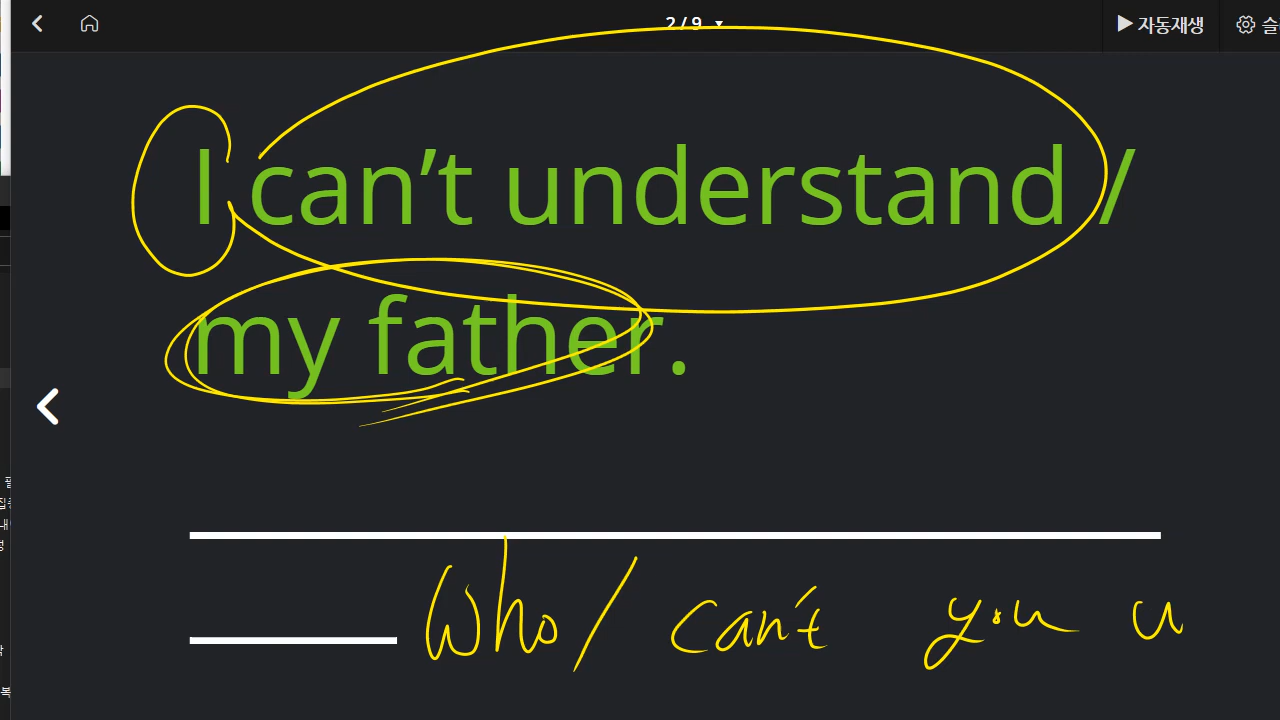 2/9 ▼ ▶ 자동재생
I can't understand /
my father.
Who / can't you u